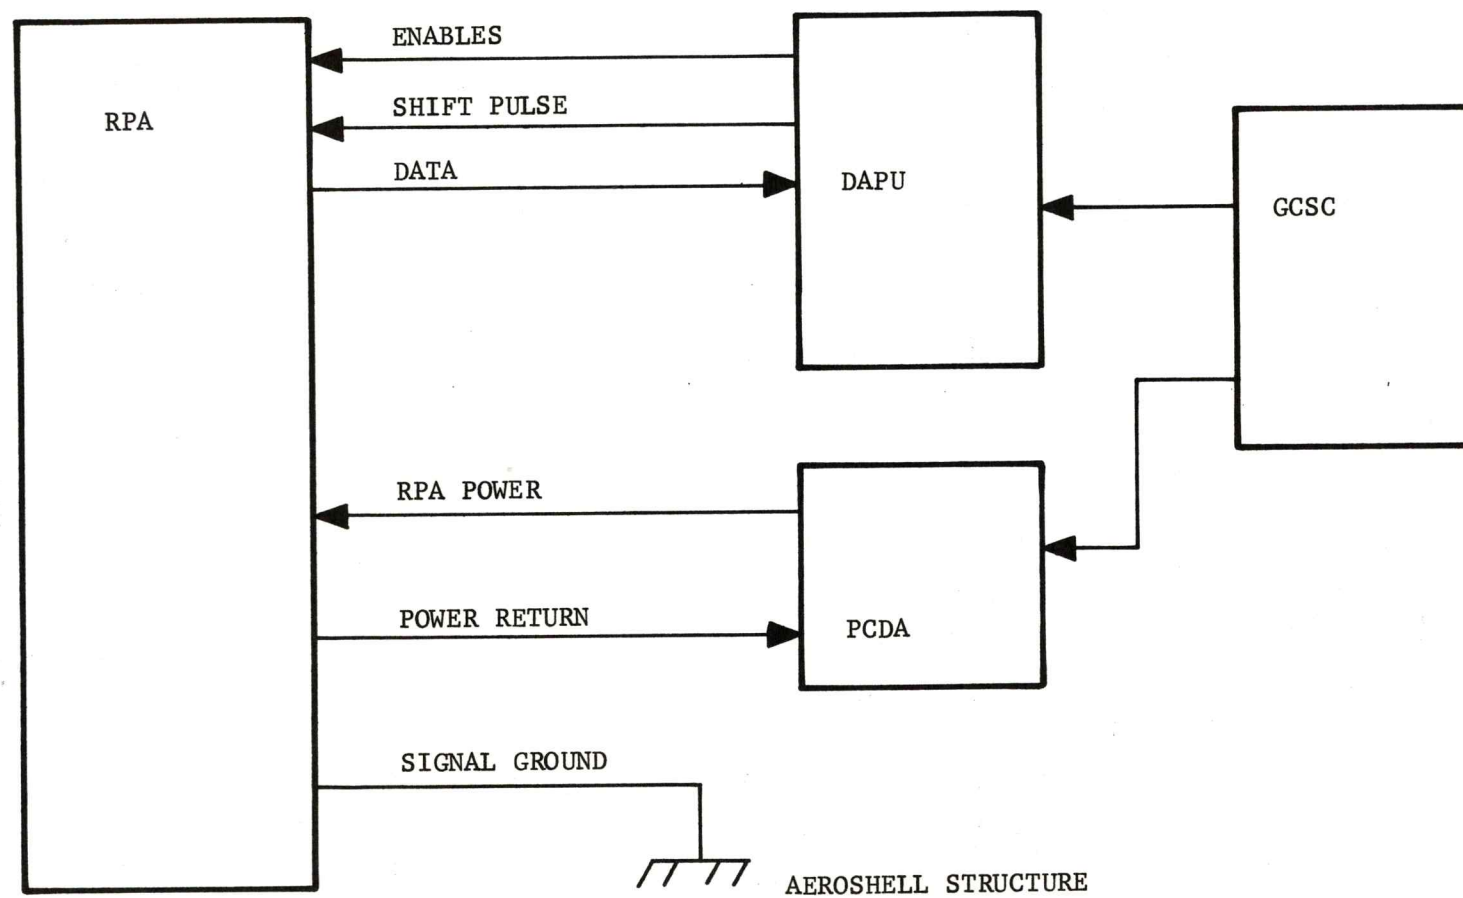 ENABLES
SHIFT PULSE
RPA
DATA
DAPU
GCSC
RPA POWER
POWER RETURN
PCDA
SIGNAL GROUND
AEROSHELL STRUCTURE